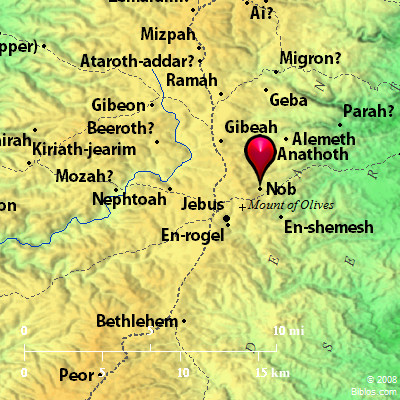 Ai?
Mizpah
Ataroth-addar?
Migron?
Ramah
Geba
Gibeon
Parah?
Beeroth?
Gibeah
Alemeth
Kiriath-jearim
Anathoth
Mozah?
Nob
Nephtoah
Jebus
Mount of Olives
En-rogel
En-shemesh
Bethlehem
0 5 10 mi
0 5 10 15 km
Peor
© 2008
Biblos.com